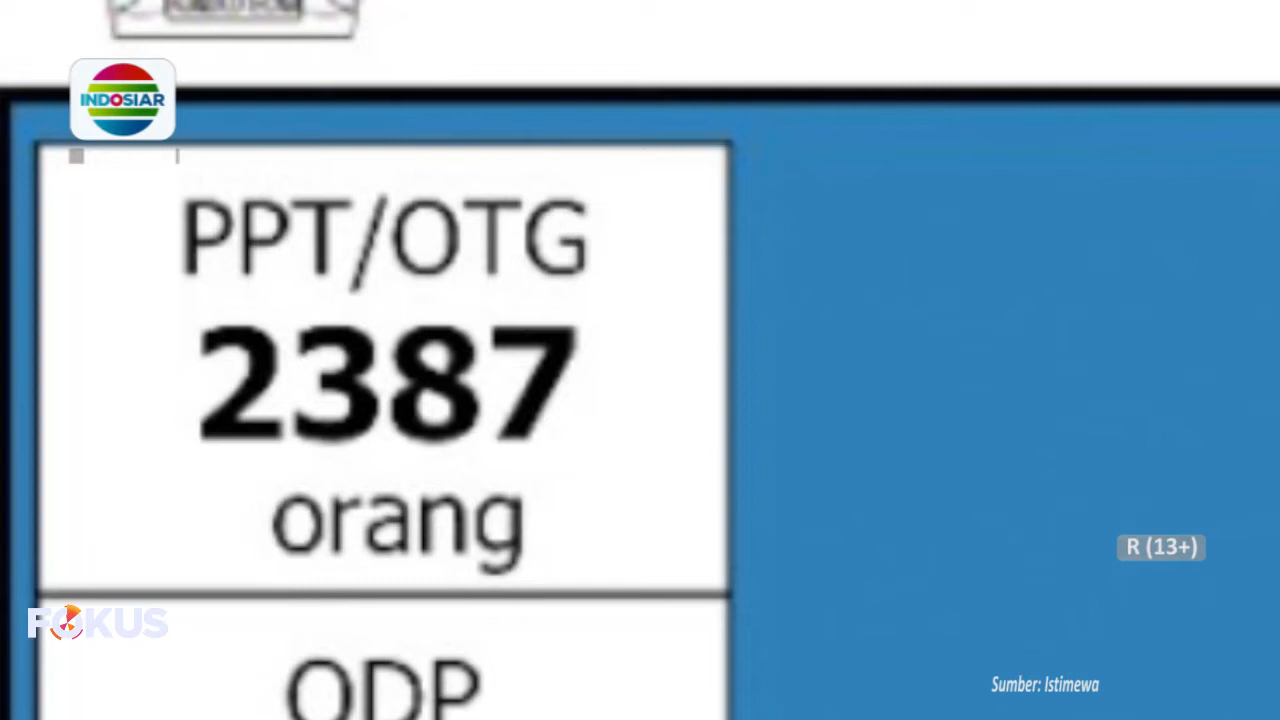 INDOSIAR
PPT/OTG
2387
orang
R (13+)
FOKUS
ODP
Sumber: Istimewa